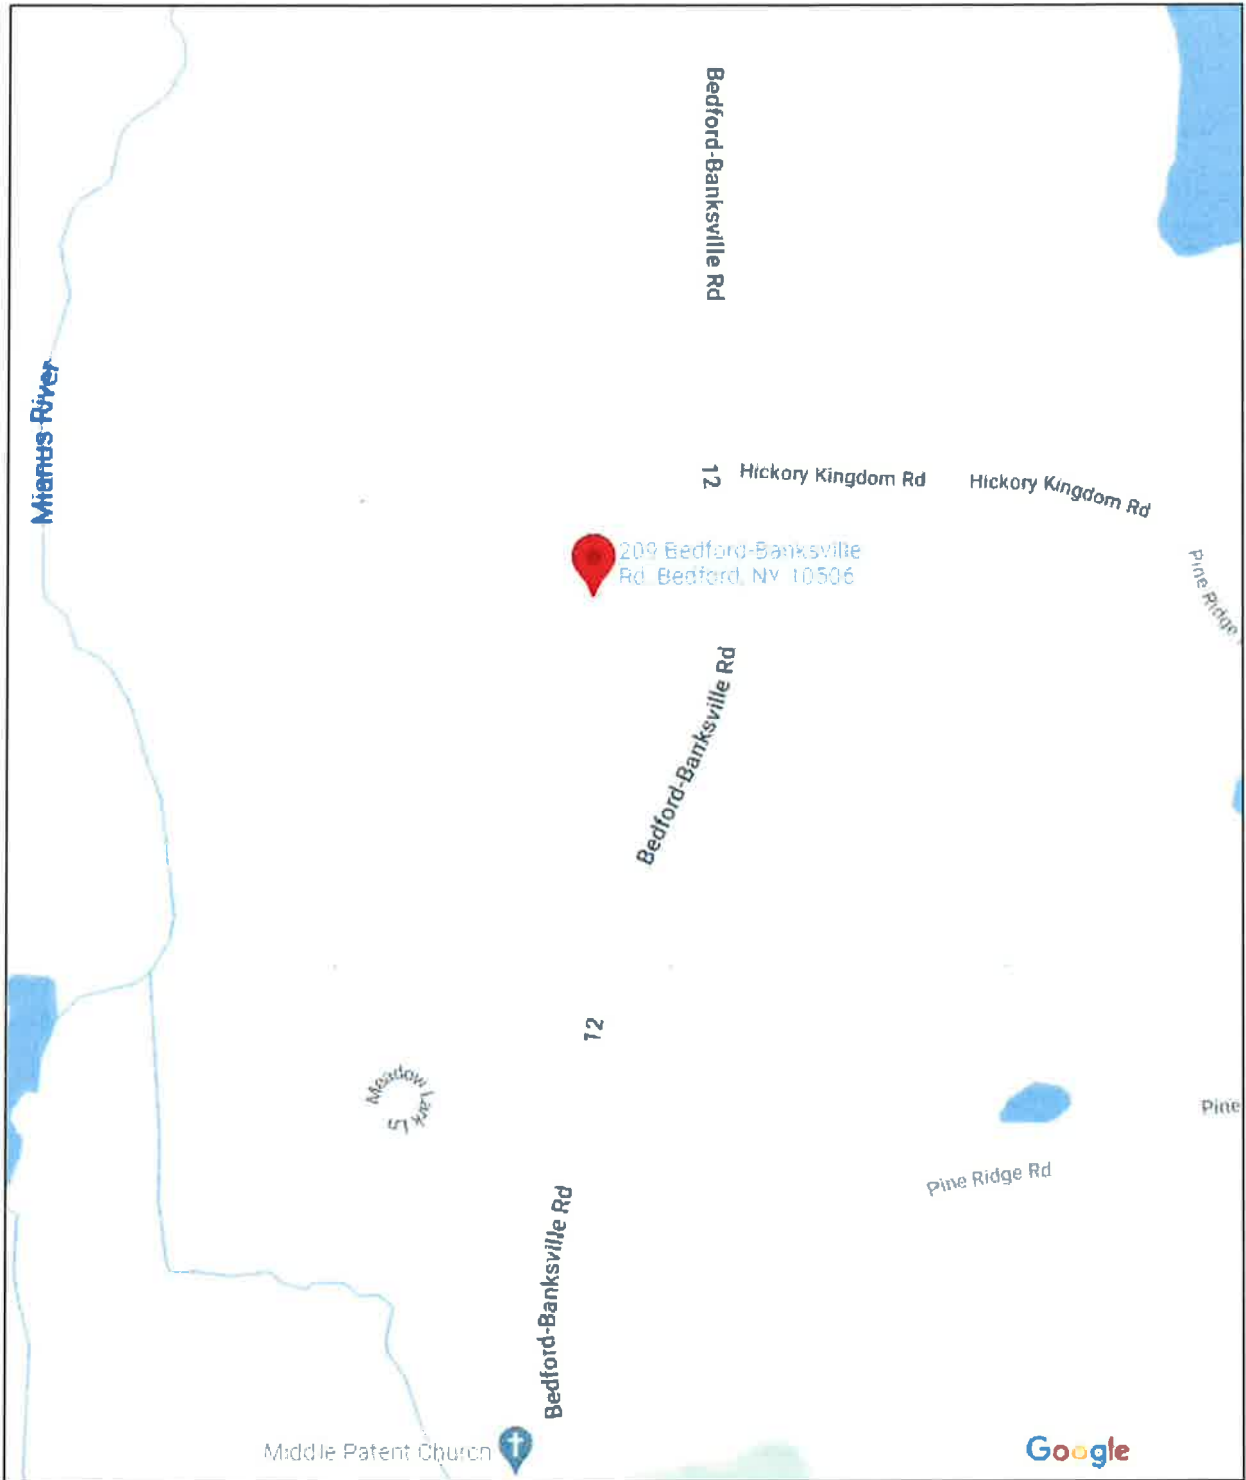 Bedford-Banksville Rd
Mianus River
12
Hickory Kingdom Rd
Hickory Kingdom Rd
209 Bedford-Banksville
Rd, Bedford, NY 10506
Pine Ridge
Bedford-Banksville Rd
12
Meadow Lark Ls
Pine
Pine Ridge Rd
Bedford-Banksville Rd
Middle Patent Church
Google